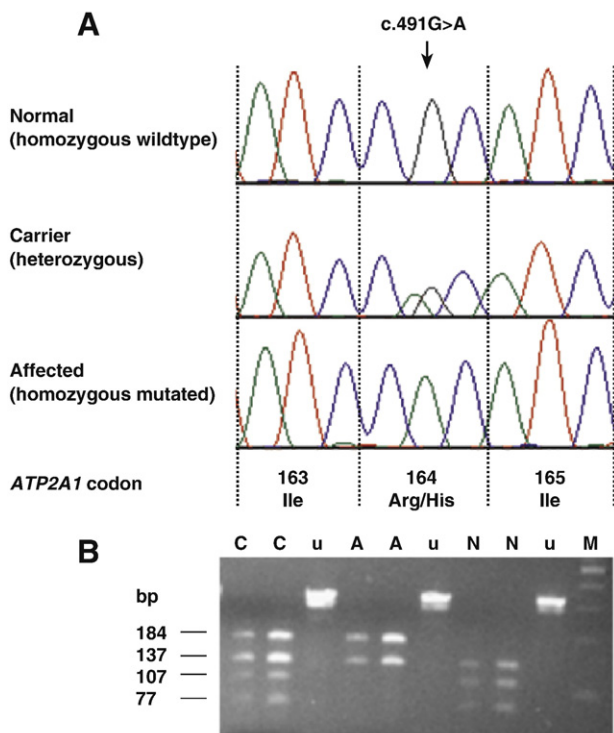 A
c.491G>A
Normal
(homozygous wildtype)
Carrier
(heterozygous)
Affected
(homozygous mutated)
ATP2A1 codon 163 164 165
Ile Arg/His Ile
B
C C u A A u N N u M
bp
184
137
107
77